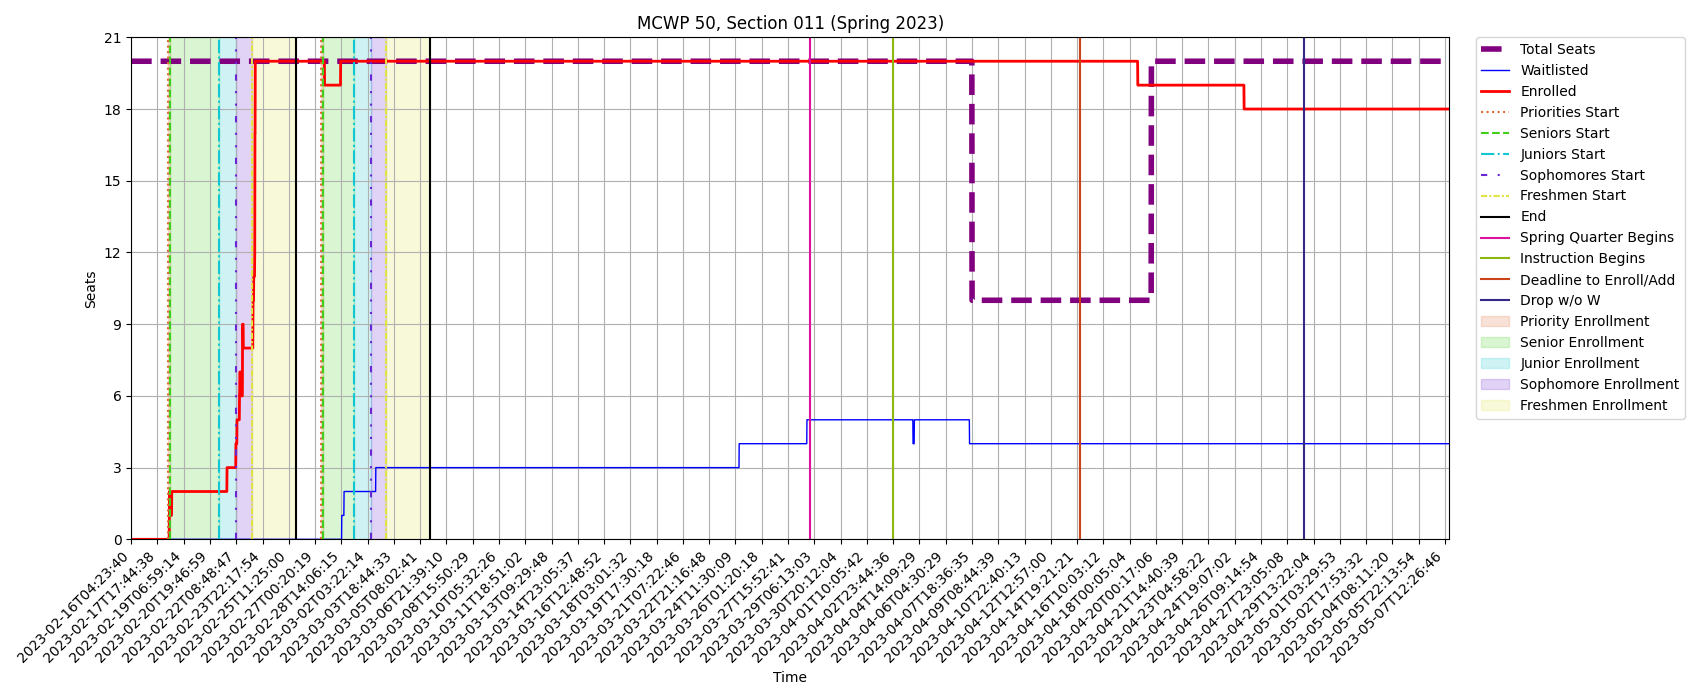 MCWP 50, Section 011 (Spring 2023)
21
18
15
12
9
6
3
0
Seats
2023-02-16T04:23:40
2023-02-17T17:44:38
2023-02-19T06:59:14
2023-02-20T19:46:59
2023-02-22T08:48:47
2023-02-23T22:17:54
2023-02-25T11:25:00
2023-02-27T00:20:19
2023-02-28T14:06:15
2023-03-02T03:22:14
2023-03-03T18:44:33
2023-03-05T08:02:41
2023-03-06T21:39:10
2023-03-08T15:50:29
2023-03-10T05:32:26
2023-03-11T18:51:02
2023-03-13T09:29:48
2023-03-14T23:05:37
2023-03-16T12:48:52
2023-03-18T03:01:32
2023-03-19T17:30:18
2023-03-21T07:22:46
2023-03-22T21:16:48
2023-03-24T11:30:09
2023-03-26T01:20:18
2023-03-27T15:52:41
2023-03-29T06:13:03
2023-03-30T20:12:04
2023-04-01T10:05:42
2023-04-02T23:44:36
2023-04-04T14:09:29
2023-04-06T04:30:29
2023-04-07T18:36:35
2023-04-09T08:44:39
2023-04-10T22:40:13
2023-04-12T12:57:00
2023-04-14T19:21:21
2023-04-16T10:03:12
2023-04-18T00:05:04
2023-04-20T00:17:06
2023-04-21T14:40:39
2023-04-23T04:58:22
2023-04-24T19:07:02
2023-04-26T09:14:54
2023-04-27T23:05:08
2023-04-29T13:22:04
2023-05-01T03:29:53
2023-05-02T17:53:32
2023-05-04T08:11:20
2023-05-05T22:13:54
2023-05-07T12:26:46
Time
Total Seats
Waitlisted
Enrolled
Priorities Start
Seniors Start
Juniors Start
Sophomores Start
Freshmen Start
End
Spring Quarter Begins
Instruction Begins
Deadline to Enroll/Add
Drop w/o W
Priority Enrollment
Senior Enrollment
Junior Enrollment
Sophomore Enrollment
Freshmen Enrollment